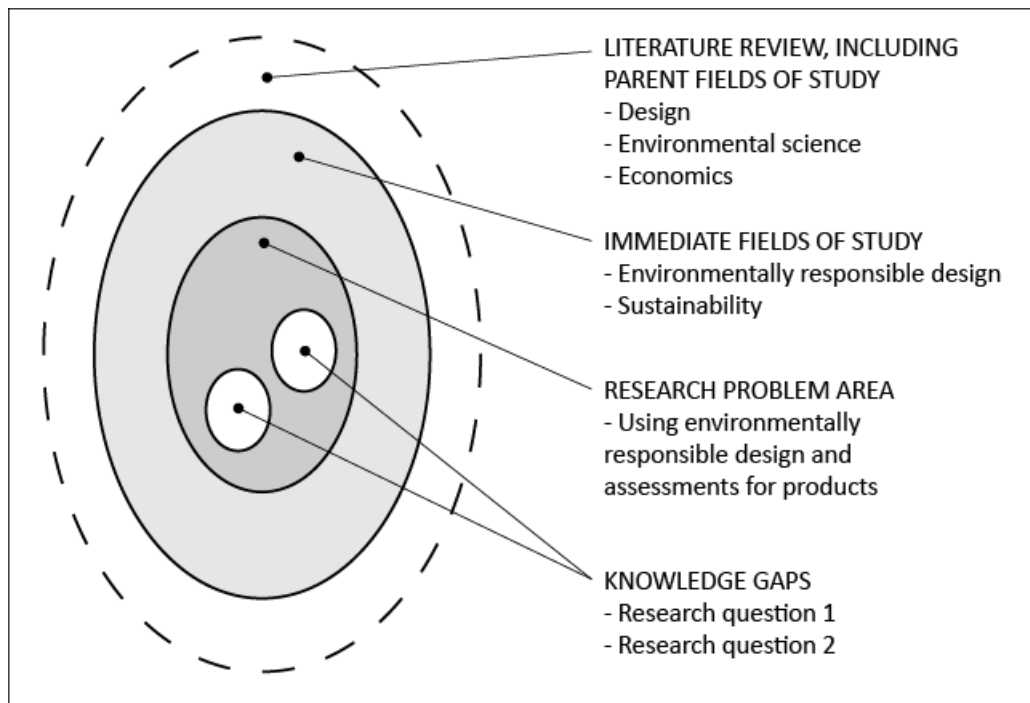 LITERATURE REVIEW, INCLUDING
PARENT FIELDS OF STUDY
- Design
- Environmental science
- Economics
IMMEDIATE FIELDS OF STUDY
- Environmentally responsible design
- Sustainability
RESEARCH PROBLEM AREA
- Using environmentally
responsible design and
assessments for products
KNOWLEDGE GAPS
- Research question 1
- Research question 2